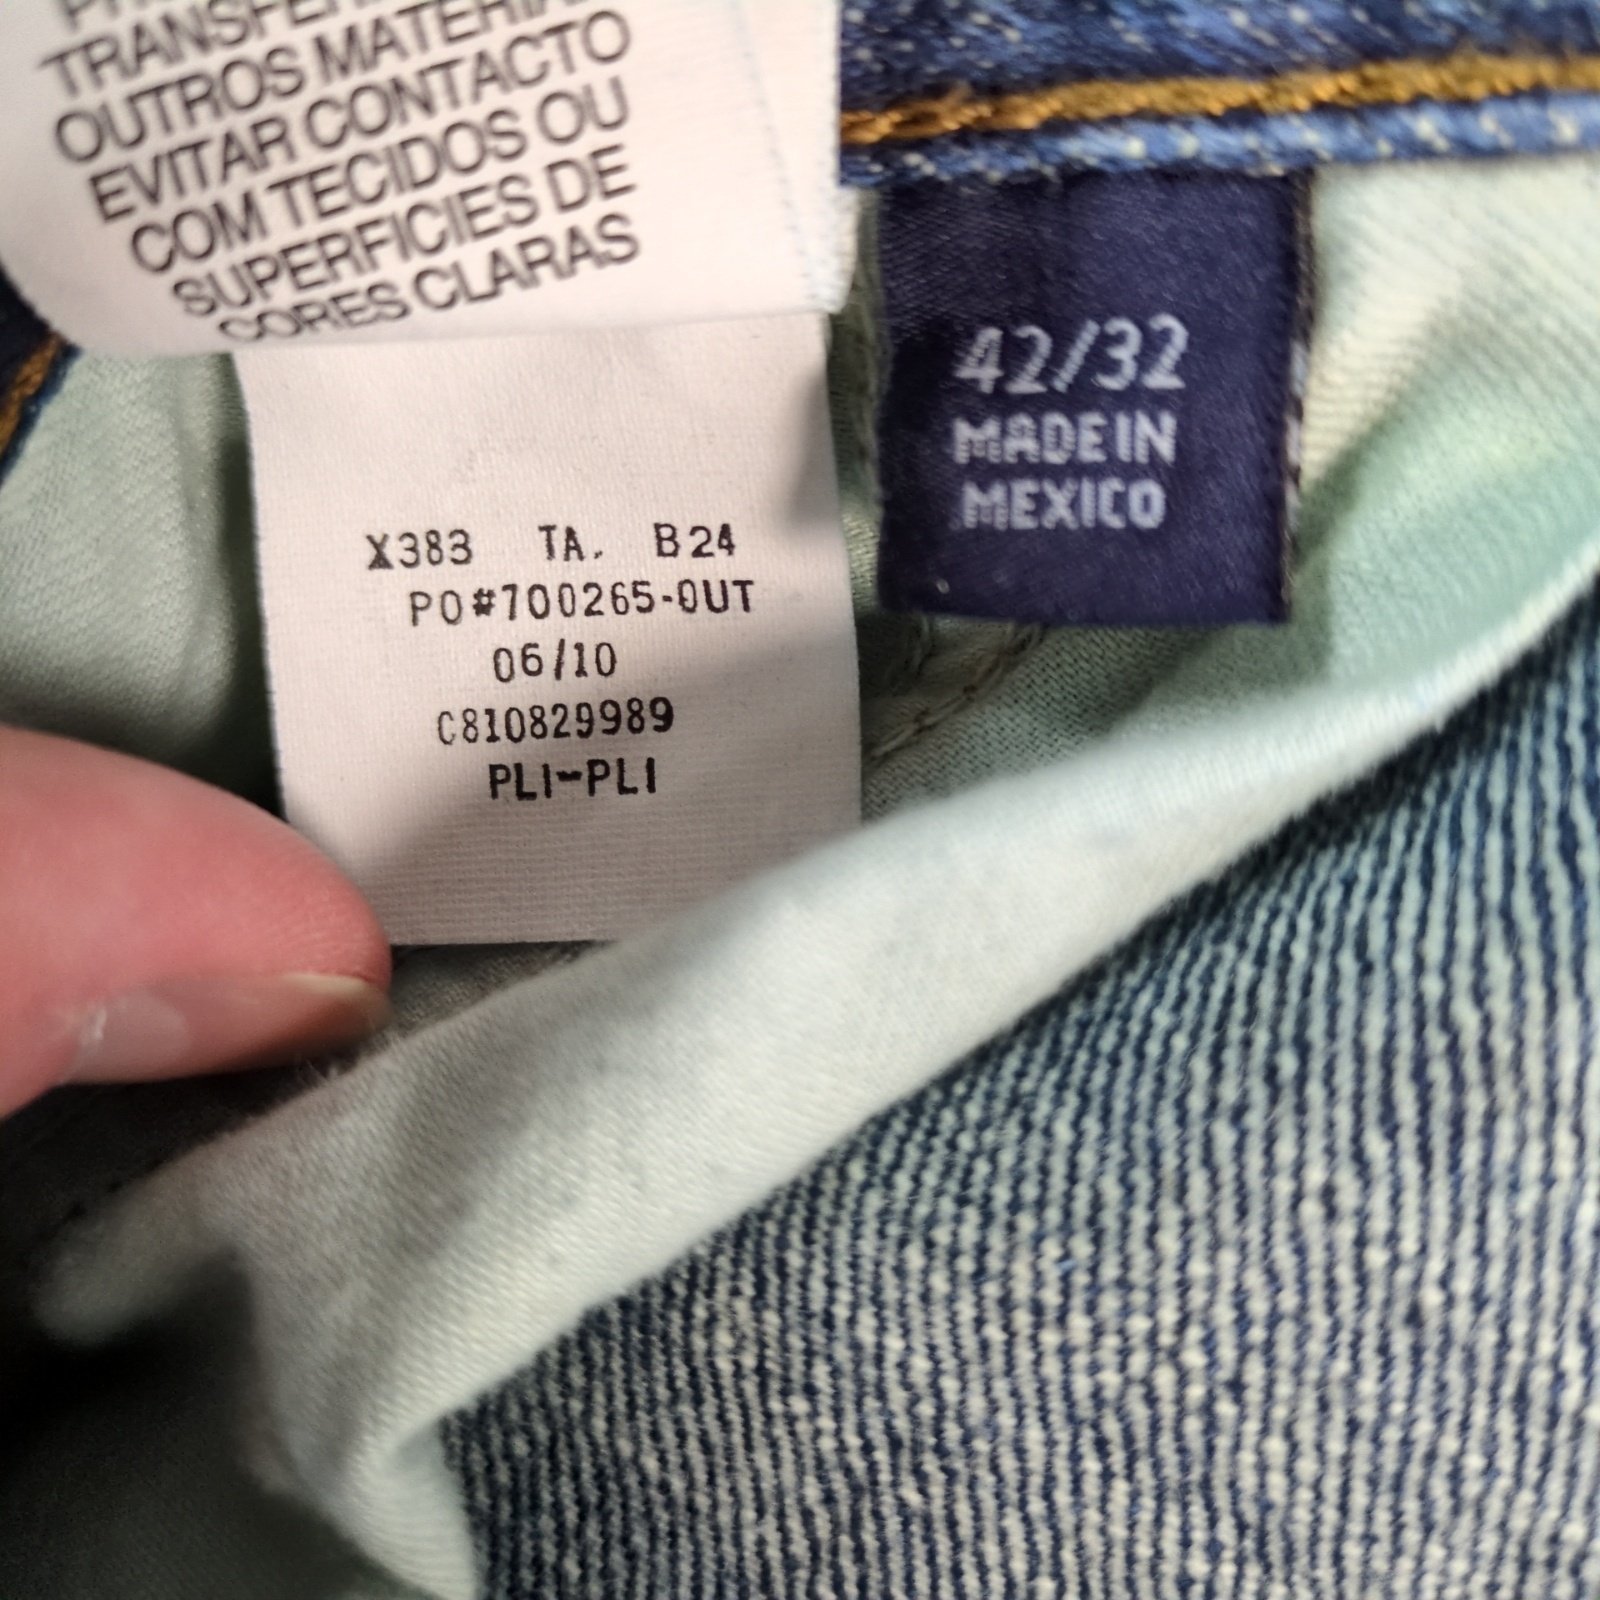 TRANSFER
OUTROS MATERIA
EVITAR CONTACTO
COM TECIDOS OU
SUPERFICIES DE
CORES CLARAS
X383 TA. B24
PO#700265-OUT
06/10
C810829989
PLI-PLI
42/32
MADE IN
MEXICO